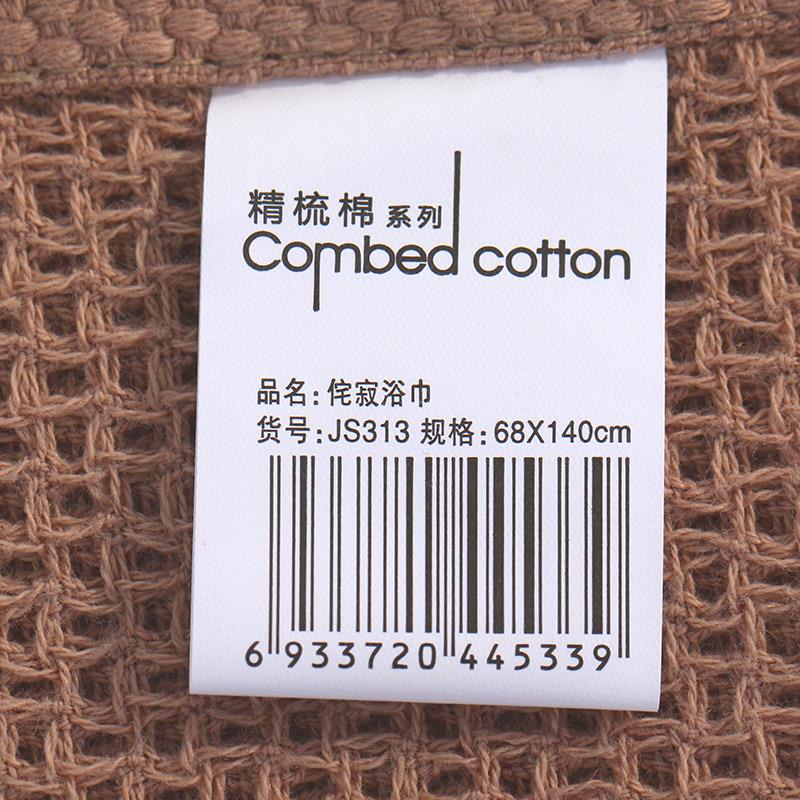 精梳棉 系列
Combed cotton
品名: 侘寂浴巾
货号: JS313 规格: 68X140cm
6 933720 445339